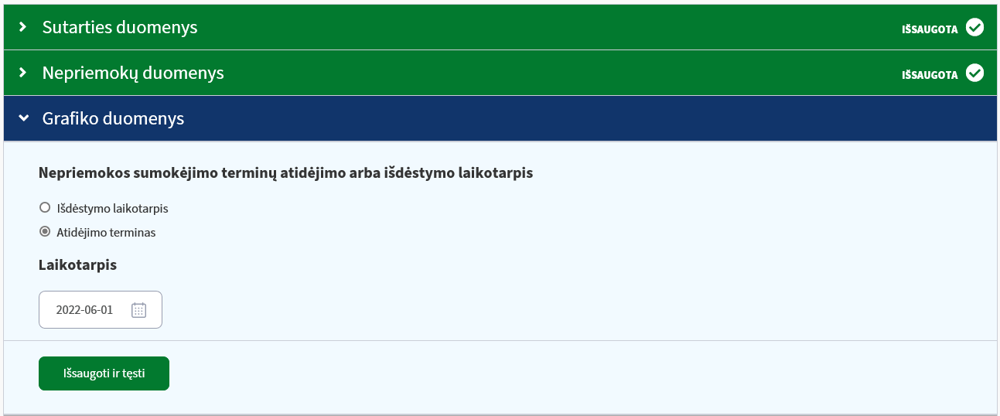 Sutarties duomenys IŠSAUGOTA
Nepriemokų duomenys IŠSAUGOTA
Grafiko duomenys
Nepriemokos sumokėjimo terminų atidėjimo arba išdėstymo laikotarpis
Išdėstymo laikotarpis
Atidėjimo terminas
Laikotarpis
2022-06-01
Išsaugoti ir tęsti